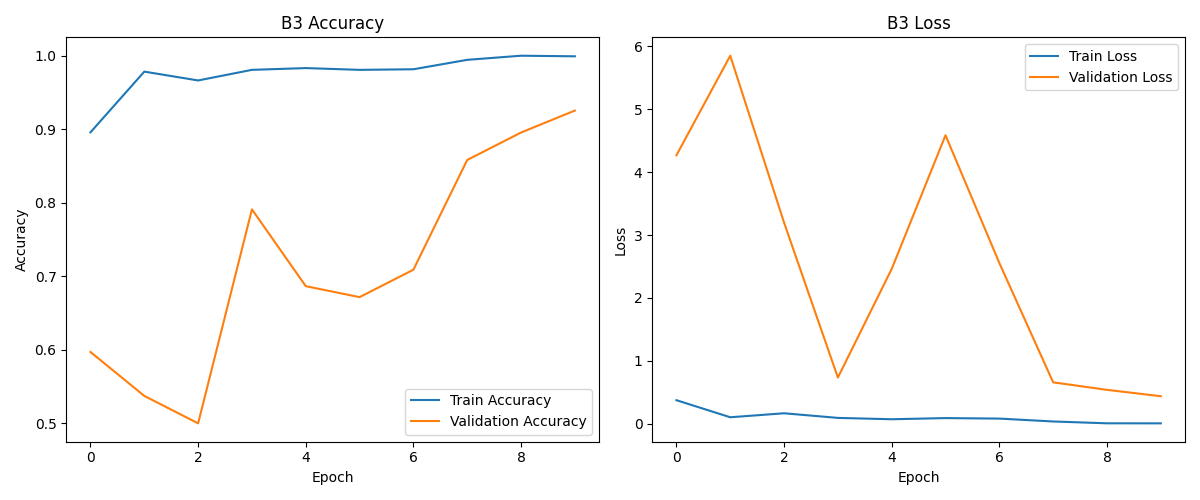 B3 Accuracy
1.0
0.9
0.8
0.7
0.6
0.5
Accuracy
0 2 4 6 8
Epoch
Train Accuracy
Validation Accuracy
B3 Loss
6
5
4
3
2
1
0
Loss
0 2 4 6 8
Epoch
Train Loss
Validation Loss